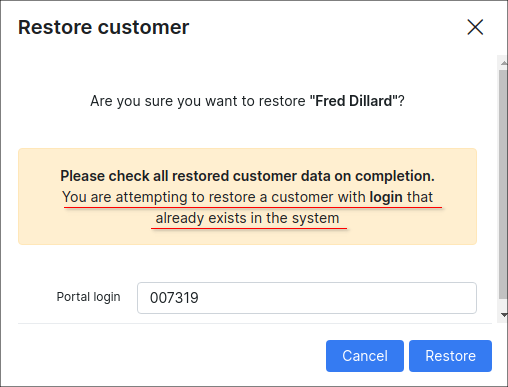 Restore customer
Are you sure you want to restore "Fred Dillard"?
Please check all restored customer data on completion.
You are attempting to restore a customer with login that
already exists in the system
Portal login
007319
Cancel
Restore